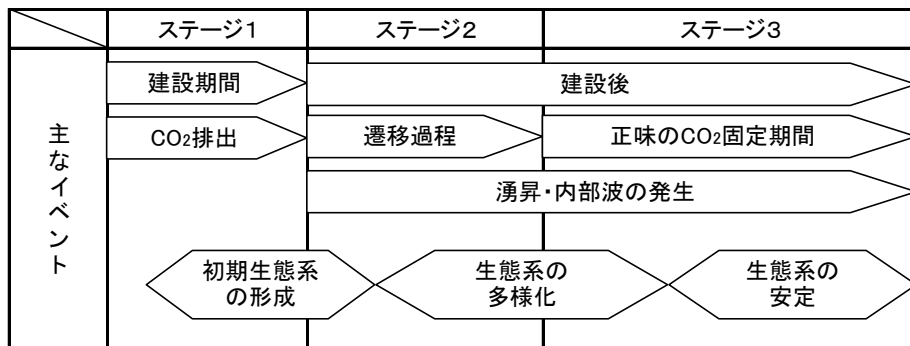 ステージ1 ステージ2 ステージ3
主なイベント
建設期間 建設後
CO₂排出 遷移過程 正味のCO₂固定期間
湧昇・内部波の発生
初期生態系 生態系の 生態系の
の形成 多様化 安定